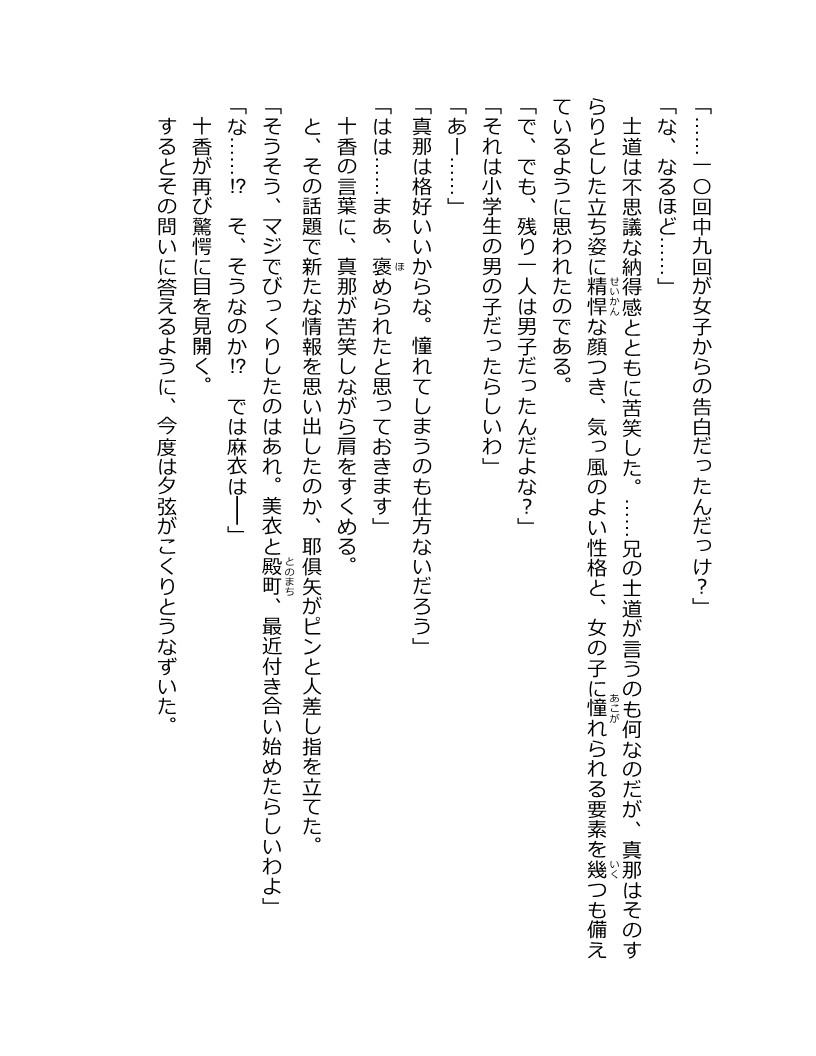 「……一〇回中九回が女子からの告白だったんだっけ？」
「な、なるほど……」
　士道は不思議な納得感とともに苦笑した。……兄の士道が言うのも何なのだが、真那はそのす
らりとした立ち姿に精悍な顔つき、気っ風のよい性格と、女の子に憧れられる要素を幾つも備え
ているように思われたのである。
「で、でも、残り一人は男子だったんだよな？」
「それは小学生の男の子だったらしいわ」
「あー……」
「真那は格好いいからな。憧れてしまうのも仕方ないだろう」
「はは……まあ、褒められたと思っておきます」
　十香の言葉に、真那が苦笑しながら肩をすくめる。
　と、その話題で新たな情報を思い出したのか、耶倶矢がピンと人差し指を立てた。
「そうそう、マジでびっくりしたのはあれ。美衣と殿町、最近付き合い始めたらしいわよ」
「な……⁉　そ、そうなのか⁉　では麻衣は──」
　十香が再び驚愕に目を見開く。
　するとその問いに答えるように、今度は夕弦がこくりとうなずいた。